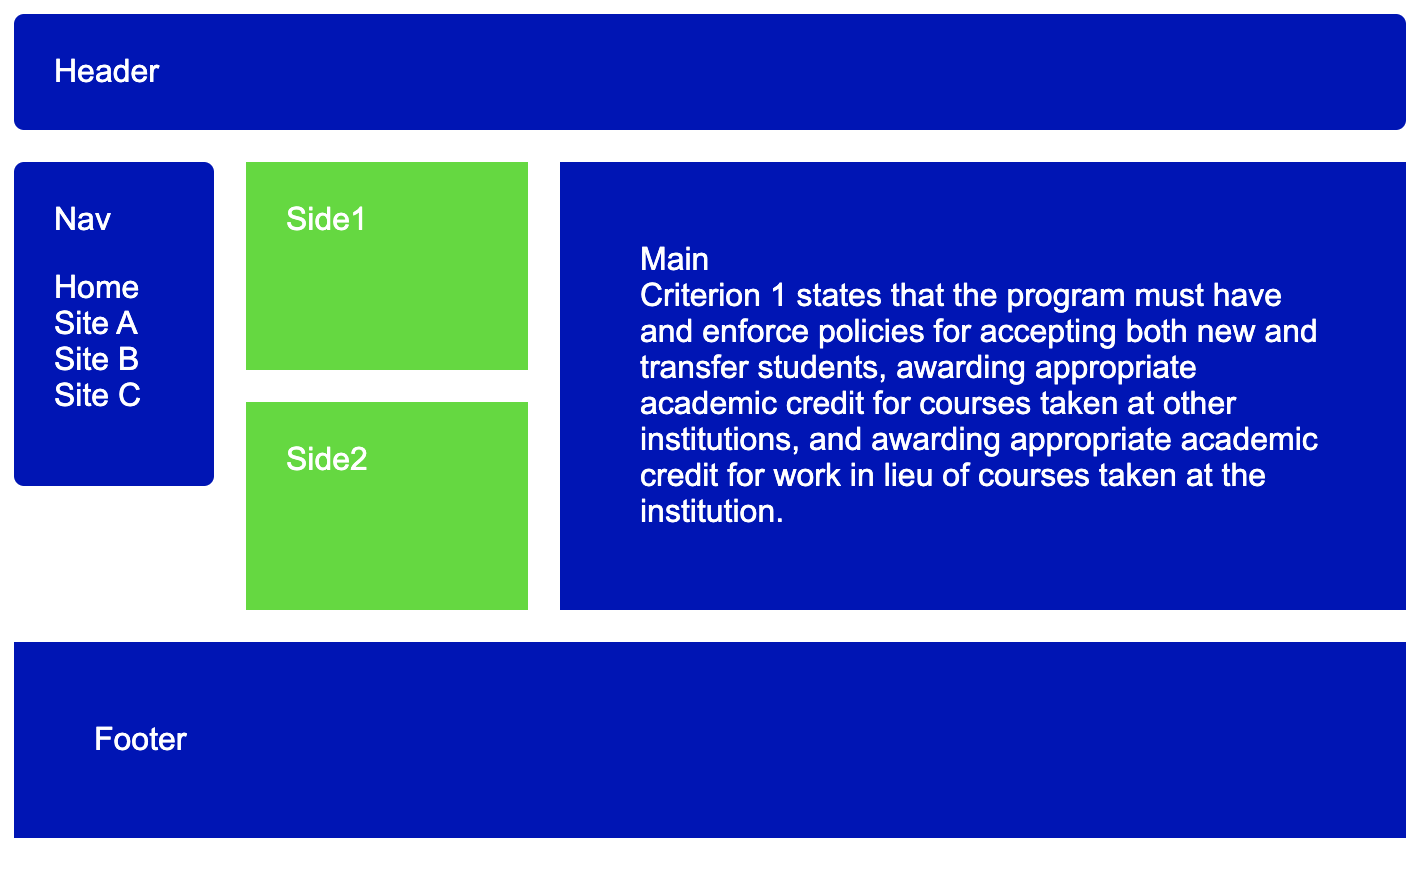 Header
Nav
Home
Site A
Site B
Site C
Side1
Side2
Main
Criterion 1 states that the program must have
and enforce policies for accepting both new and
transfer students, awarding appropriate
academic credit for courses taken at other
institutions, and awarding appropriate academic
credit for work in lieu of courses taken at the
institution.
Footer